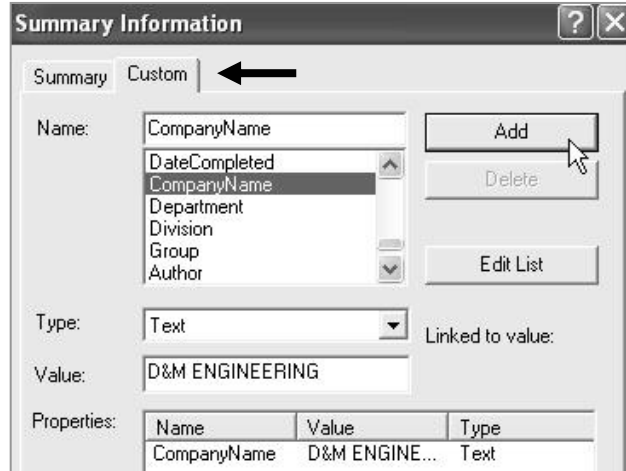 Summary Information
? X
Summary Custom
Name: CompanyName Add
DateCompleted
CompanyName Delete
Department
Division
Group Edit List
Author
Type: Text Linked to value:
Value: D&M ENGINEERING
Properties: Name Value Type
CompanyName D&M ENGINE... Text